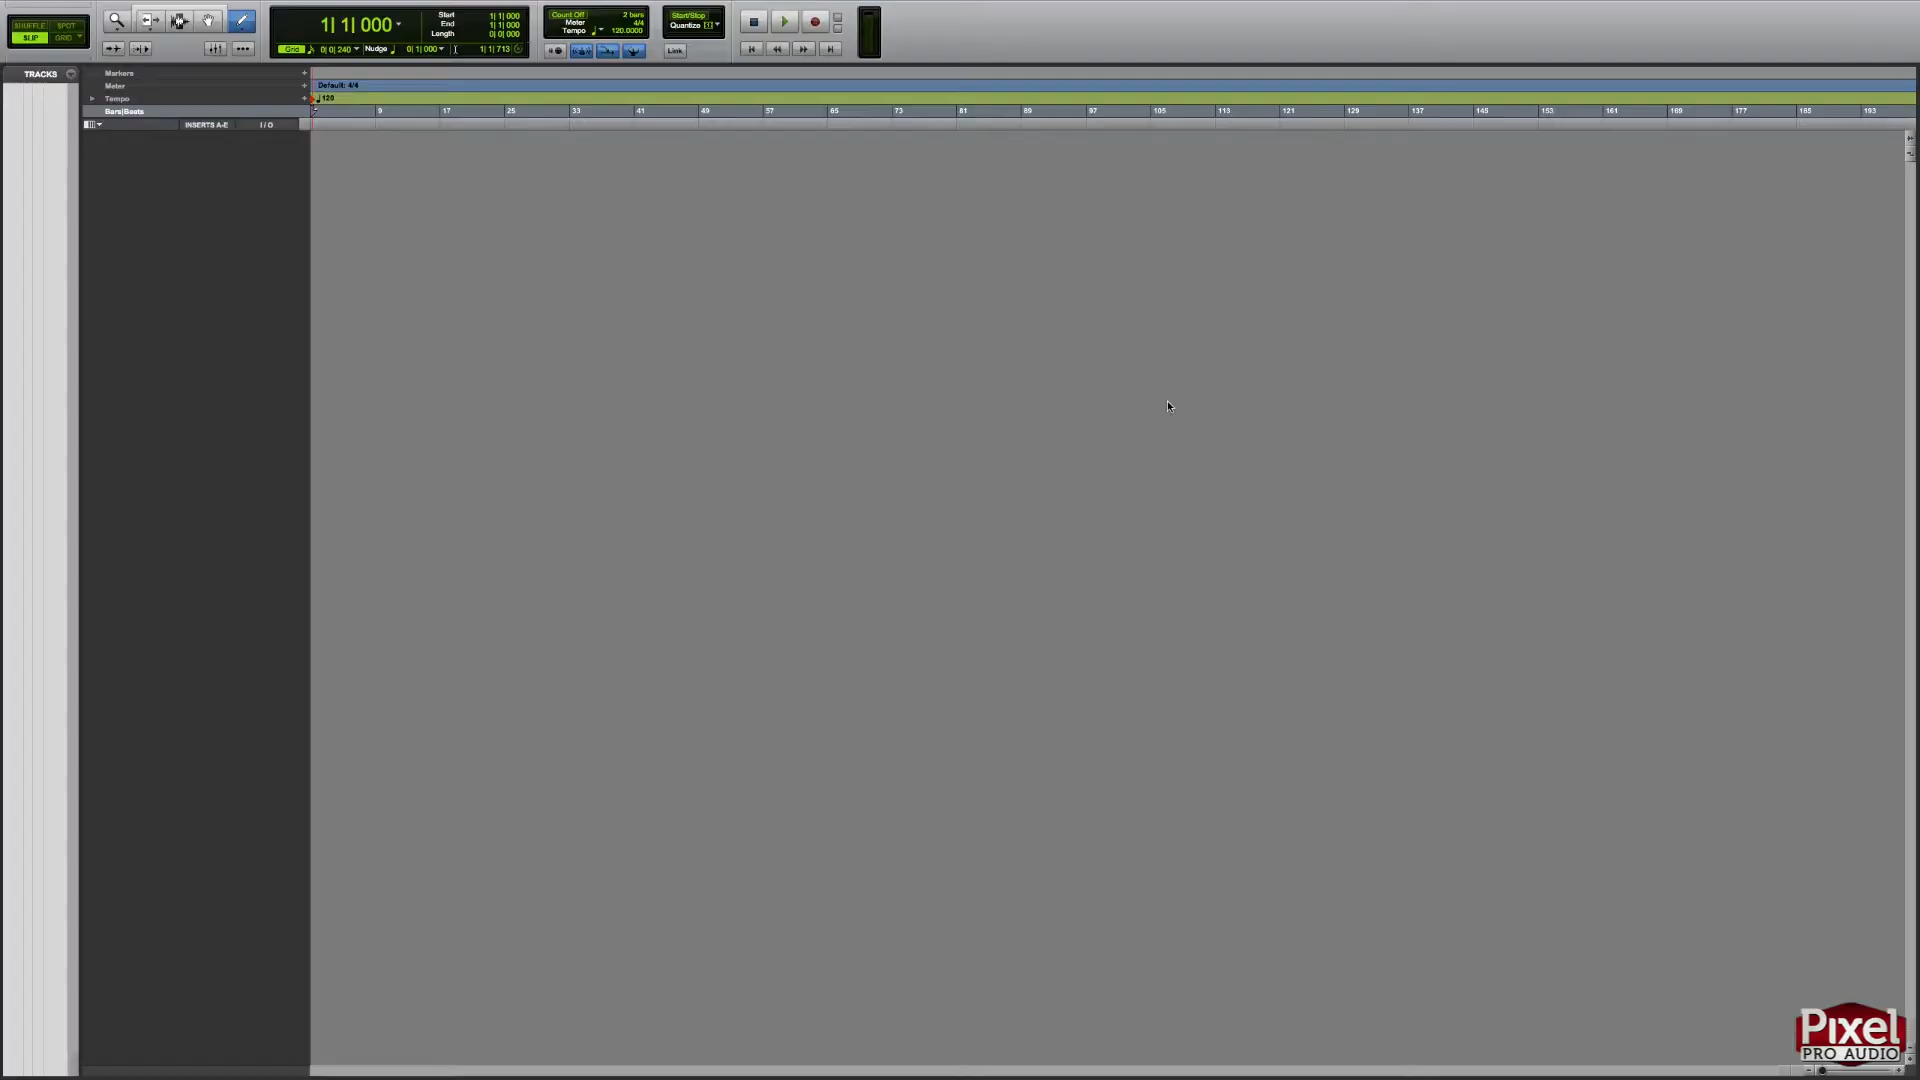 SHUFFLE SPOT
SLIP GRID
1| 1| 000
Start 1| 1| 000
End 1| 1| 000
Length 0| 0| 000
Grid 0| 0| 240 Nudge 0| 1| 000 1| 1| 713
Count Off 2 bars
Meter 4/4
Tempo 120.0000
Link
Start/Stop
Quantize
TRACKS
Markers
Meter Default: 4/4
Tempo 120
Bars|Beats 9 17 25 33 41 49 57 65 73 81 89 97 105 113 121 129 137 145 153 161 169 177 185 193
INSERTS A-E I / O
Pixel
PRO AUDIO